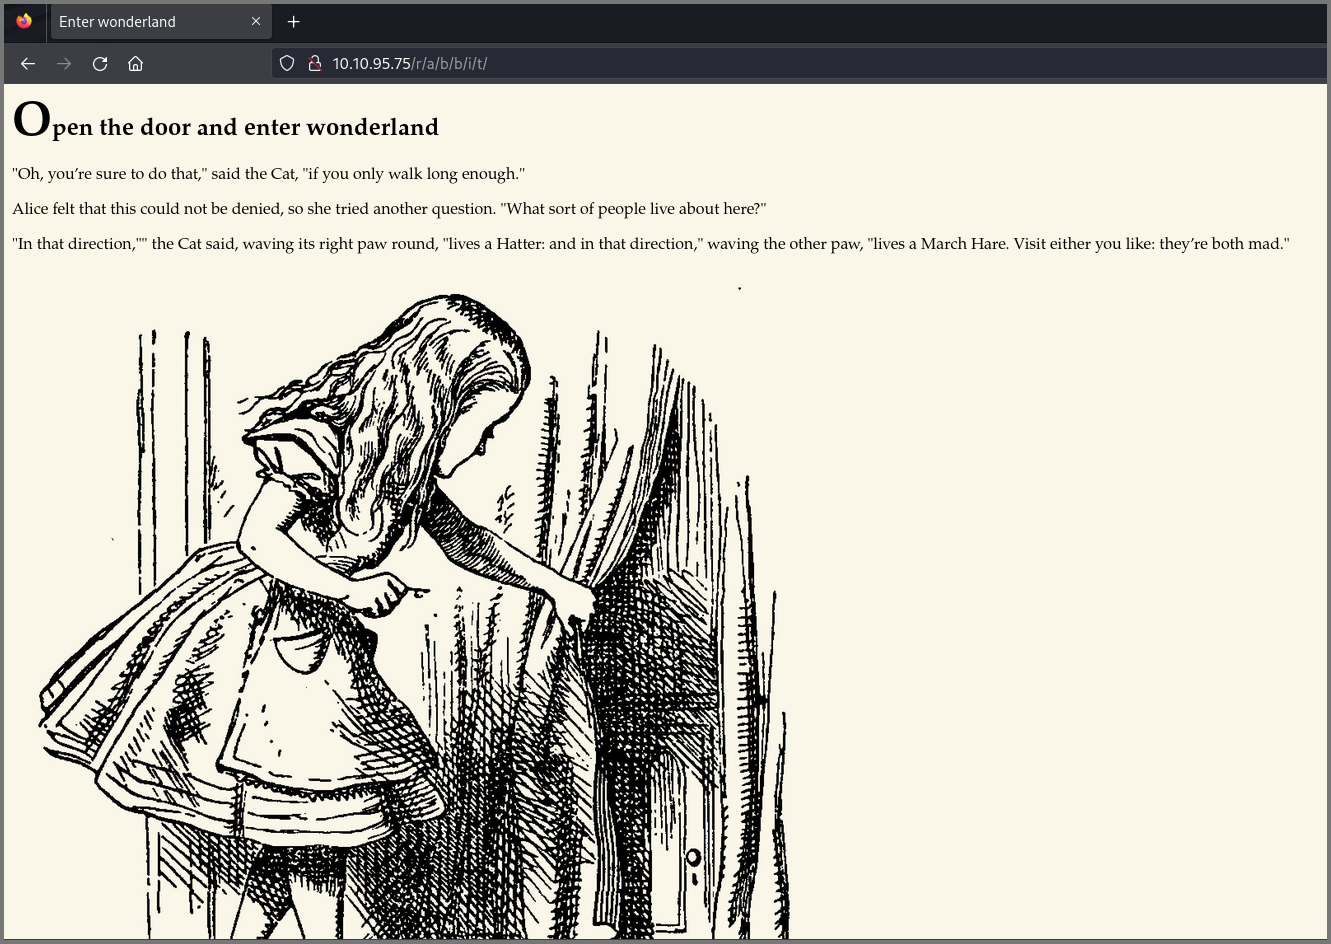 Enter wonderland
10.10.95.75/r/a/b/b/i/t/
Open the door and enter wonderland
"Oh, you’re sure to do that," said the Cat, "if you only walk long enough."
Alice felt that this could not be denied, so she tried another question. "What sort of people live about here?"
"In that direction,"" the Cat said, waving its right paw round, "lives a Hatter: and in that direction," waving the other paw, "lives a March Hare. Visit either you like: they’re both mad."